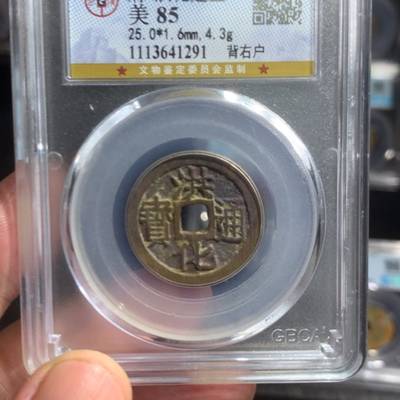 美 85
25.0*1.6mm,4.3g
1113641291 背右户
★文物鉴定委员会监制★
洪
寶 通
化
GBCA